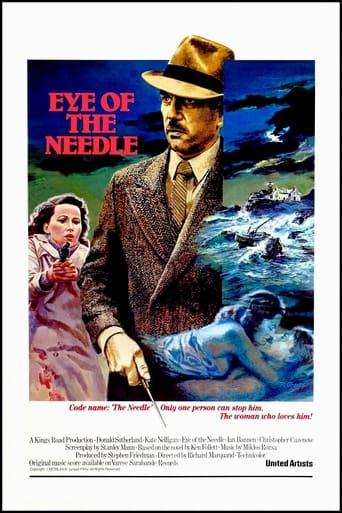 EYE OF
THE
NEEDLE
Code name: 'The Needle' Only one person can stop him.
The woman who loves him!
A Kings Road Production · Donald Sutherland · Kate Nelligan · Eye of the Needle · Ian Bannen · Christopher Cazenove
Screenplay by Stanley Mann · Based on the novel by Ken Follett · Music by Miklos Rozsa
Produced by Stephen Friedman · Directed by Richard Marquand · Technicolor
Original music score available on Varese Sarabande Records
United Artists